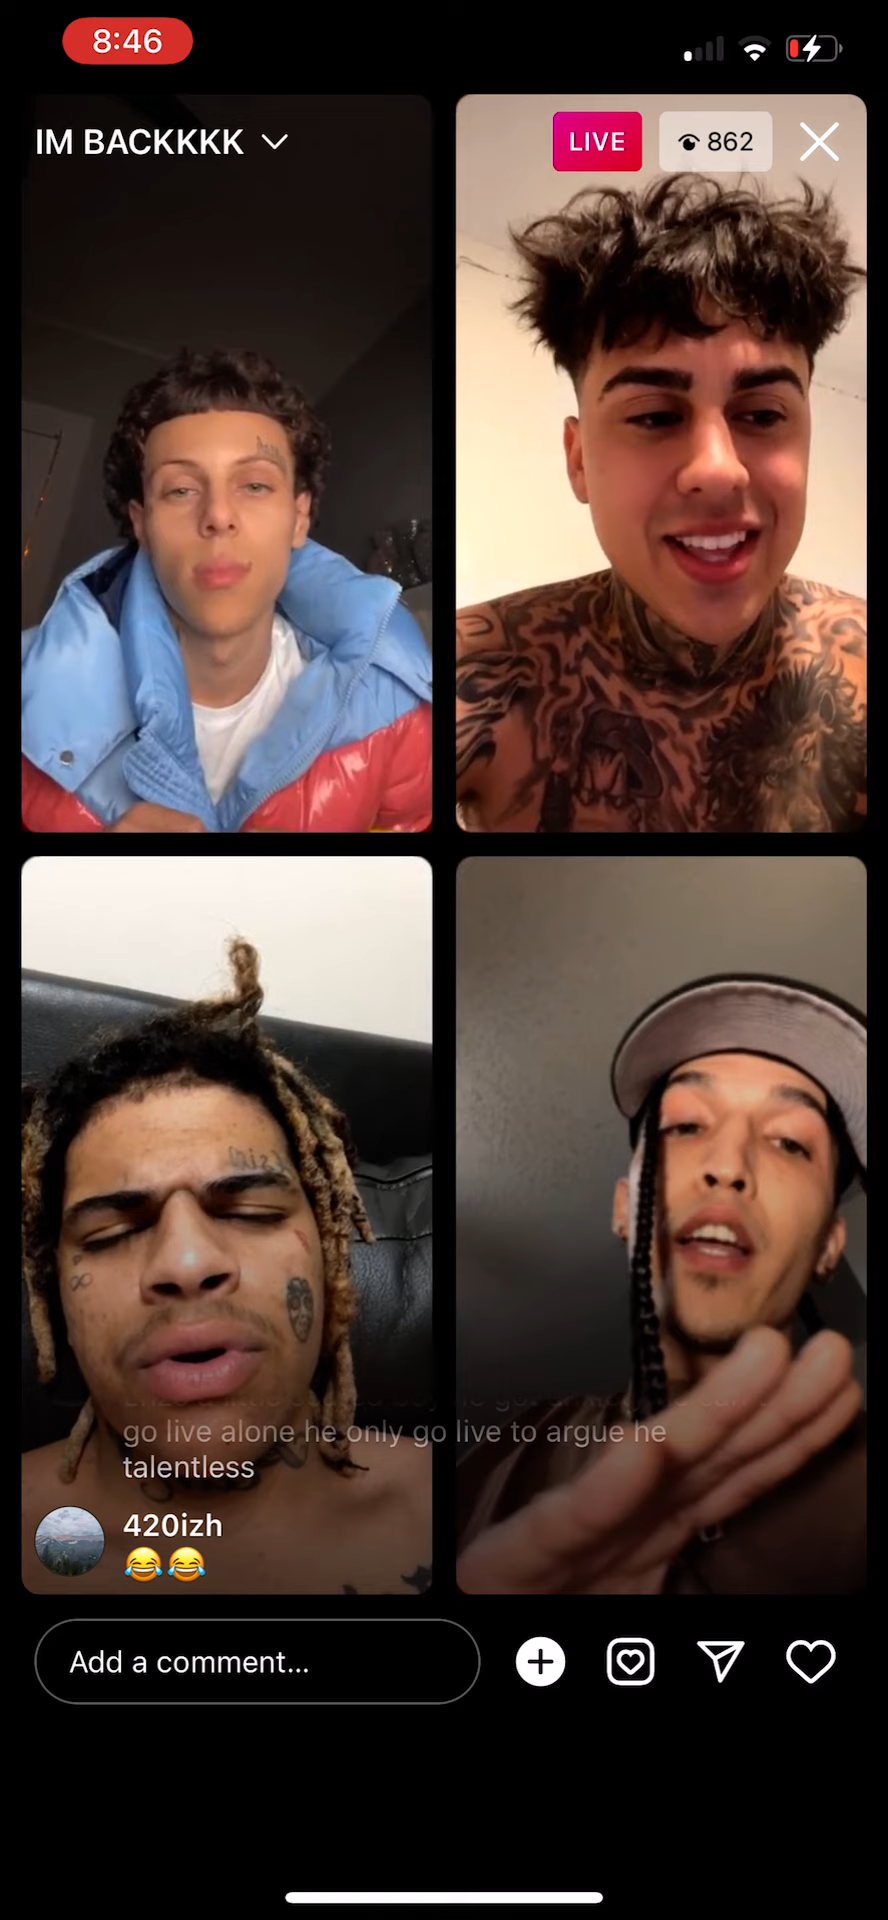 8:46
IM BACKKKK
LIVE
862
go live alone he only go live to argue he
talentless
420izh
😂😂
Add a comment...